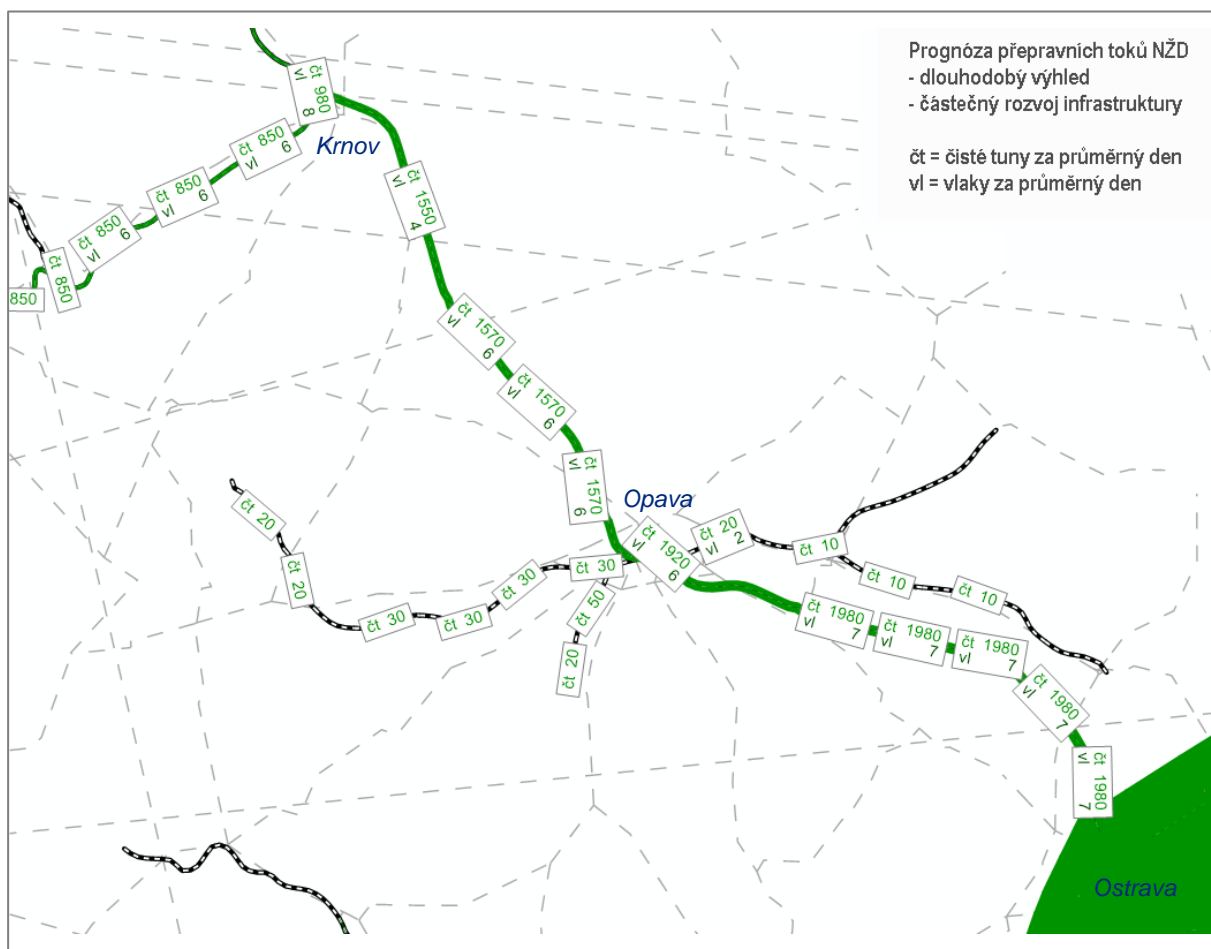 Prognóza přepravních toků NŽD
- dlouhodobý výhled
- částečný rozvoj infrastruktury
čt = čisté tuny za průměrný den
vl = vlaky za průměrný den
čt 980
vl 8
Krnov
čt 850
vl 6
čt 850
vl 6
čt 850
vl 6
čt 850
850
čt 1550
vl 4
čt 1570
vl 6
čt 1570
vl 6
čt 1570
vl 6
Opava
čt 1920
vl 6
čt 20
vl 2
čt 10
čt 10
čt 10
čt 20
čt 20
čt 30
čt 30
čt 30
čt 30
čt 50
čt 20
čt 1980
vl 7
čt 1980
vl 7
čt 1980
vl 7
čt 1980
vl 7
čt 1980
vl 7
Ostrava